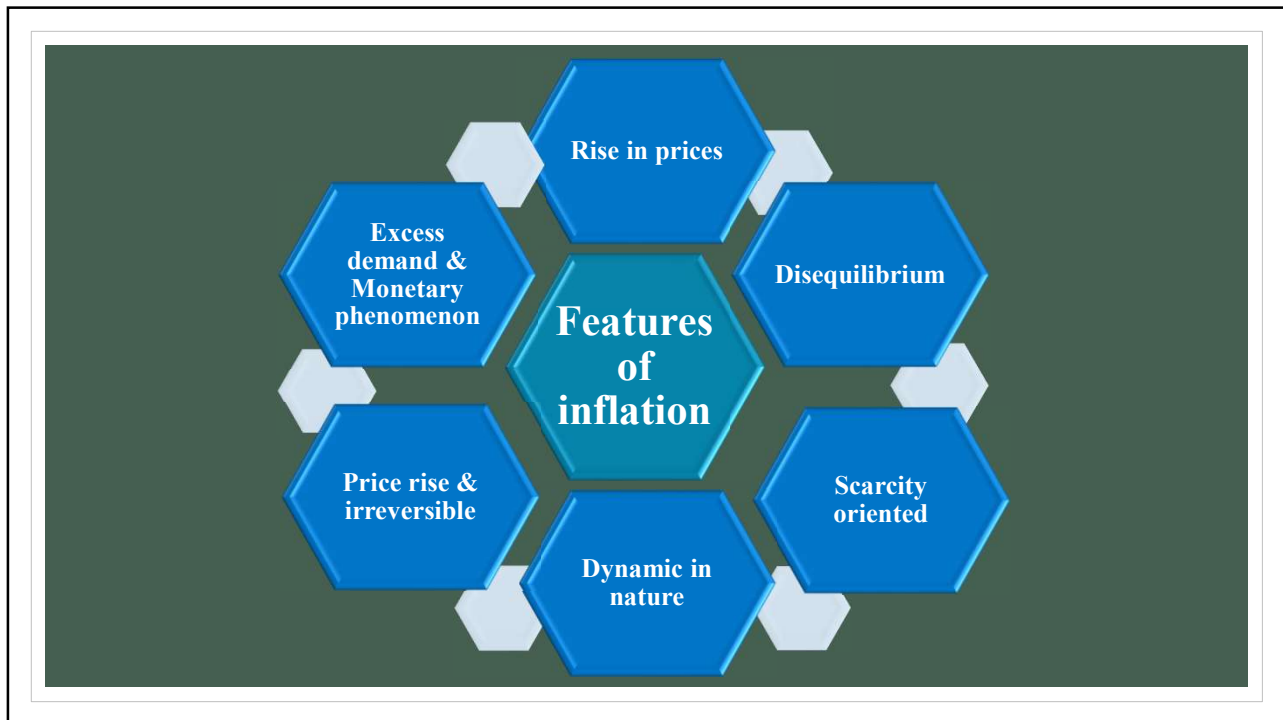 Rise in prices
Disequilibrium
Scarcity
oriented
Dynamic in
nature
Price rise &
irreversible
Excess
demand &
Monetary
phenomenon
Features
of
inflation